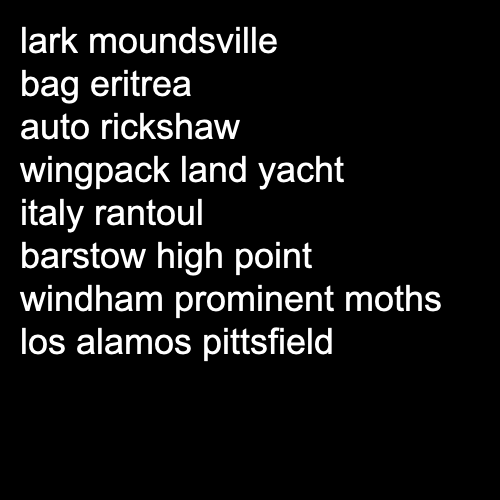 lark moundsville
bag eritrea
auto rickshaw
wingpack land yacht
italy rantoul
barstow high point
windham prominent moths
los alamos pittsfield